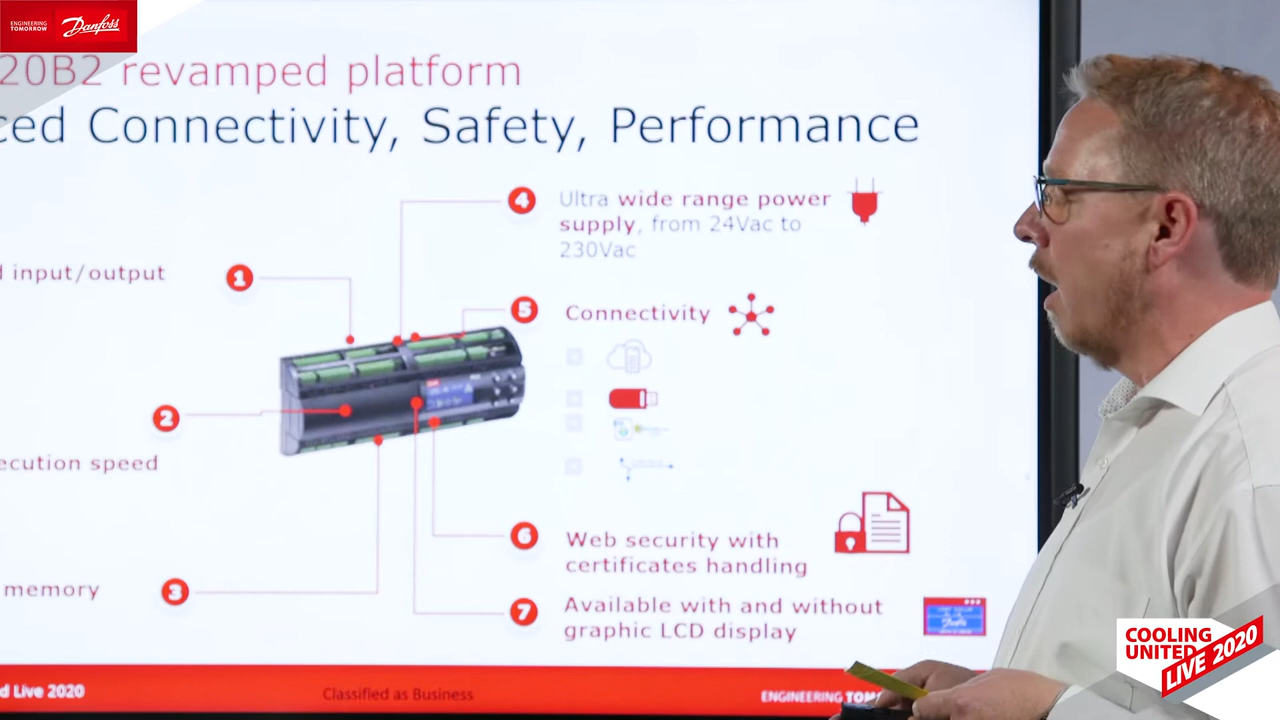 ENGINEERING
TOMORROW
Danfoss
20B2 revamped platform
ced Connectivity, Safety, Performance
4
Ultra wide range power
supply, from 24Vac to
230Vac
1
d input/output
5
Connectivity
2
ecution speed
6
Web security with
certificates handling
3
memory
7
Available with and without
graphic LCD display
d Live 2020
Classified as Business
ENGINEERING TOM
COOLING
UNITED
LIVE 2020